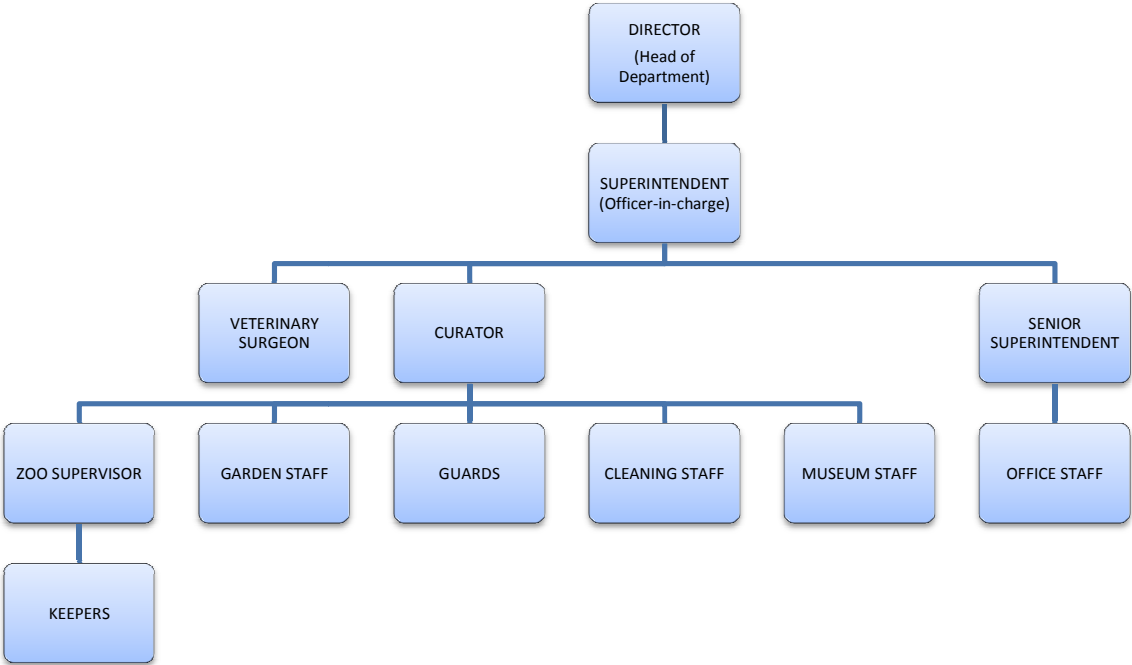 DIRECTOR
(Head of
Department)
SUPERINTENDENT
(Officer-in-charge)
VETERINARY
SURGEON
CURATOR
SENIOR
SUPERINTENDENT
ZOO SUPERVISOR
GARDEN STAFF
GUARDS
CLEANING STAFF
MUSEUM STAFF
OFFICE STAFF
KEEPERS